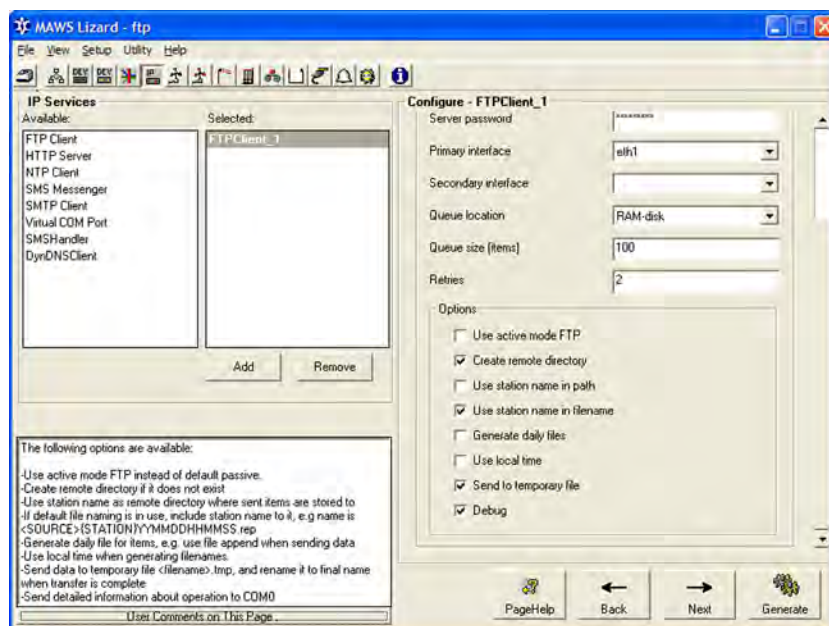 MAWS Lizard - ftp
File View Setup Utility Help
IP Services
Available:
FTP Client
HTTP Server
NTP Client
SMS Messenger
SMTP Client
Virtual COM Port
SMSHandler
DynDNSClient
Selected:
FTPClient_1
Add Remove
The following options are available:
-Use active mode FTP instead of default passive.
-Create remote directory if it does not exist
-Use station name as remote directory where sent items are stored to
-If default file naming is in use, include station name to it, e.g name is
<SOURCE>(STATION)YYMMDDHHMMSS.rep
-Generate daily file for items, e.g. use file append when sending data
-Use local time when generating filenames.
-Send data to temporary file <filename>.tmp, and rename it to final name
when transfer is complete
-Send detailed information about operation to COM0
User Comments on This Page
Configure - FTPClient_1
Server password *********
Primary interface eth1
Secondary interface
Queue location RAM-disk
Queue size (items) 100
Retries 2
Options
Use active mode FTP
Create remote directory
Use station name in path
Use station name in filename
Generate daily files
Use local time
Send to temporary file
Debug
PageHelp Back Next Generate